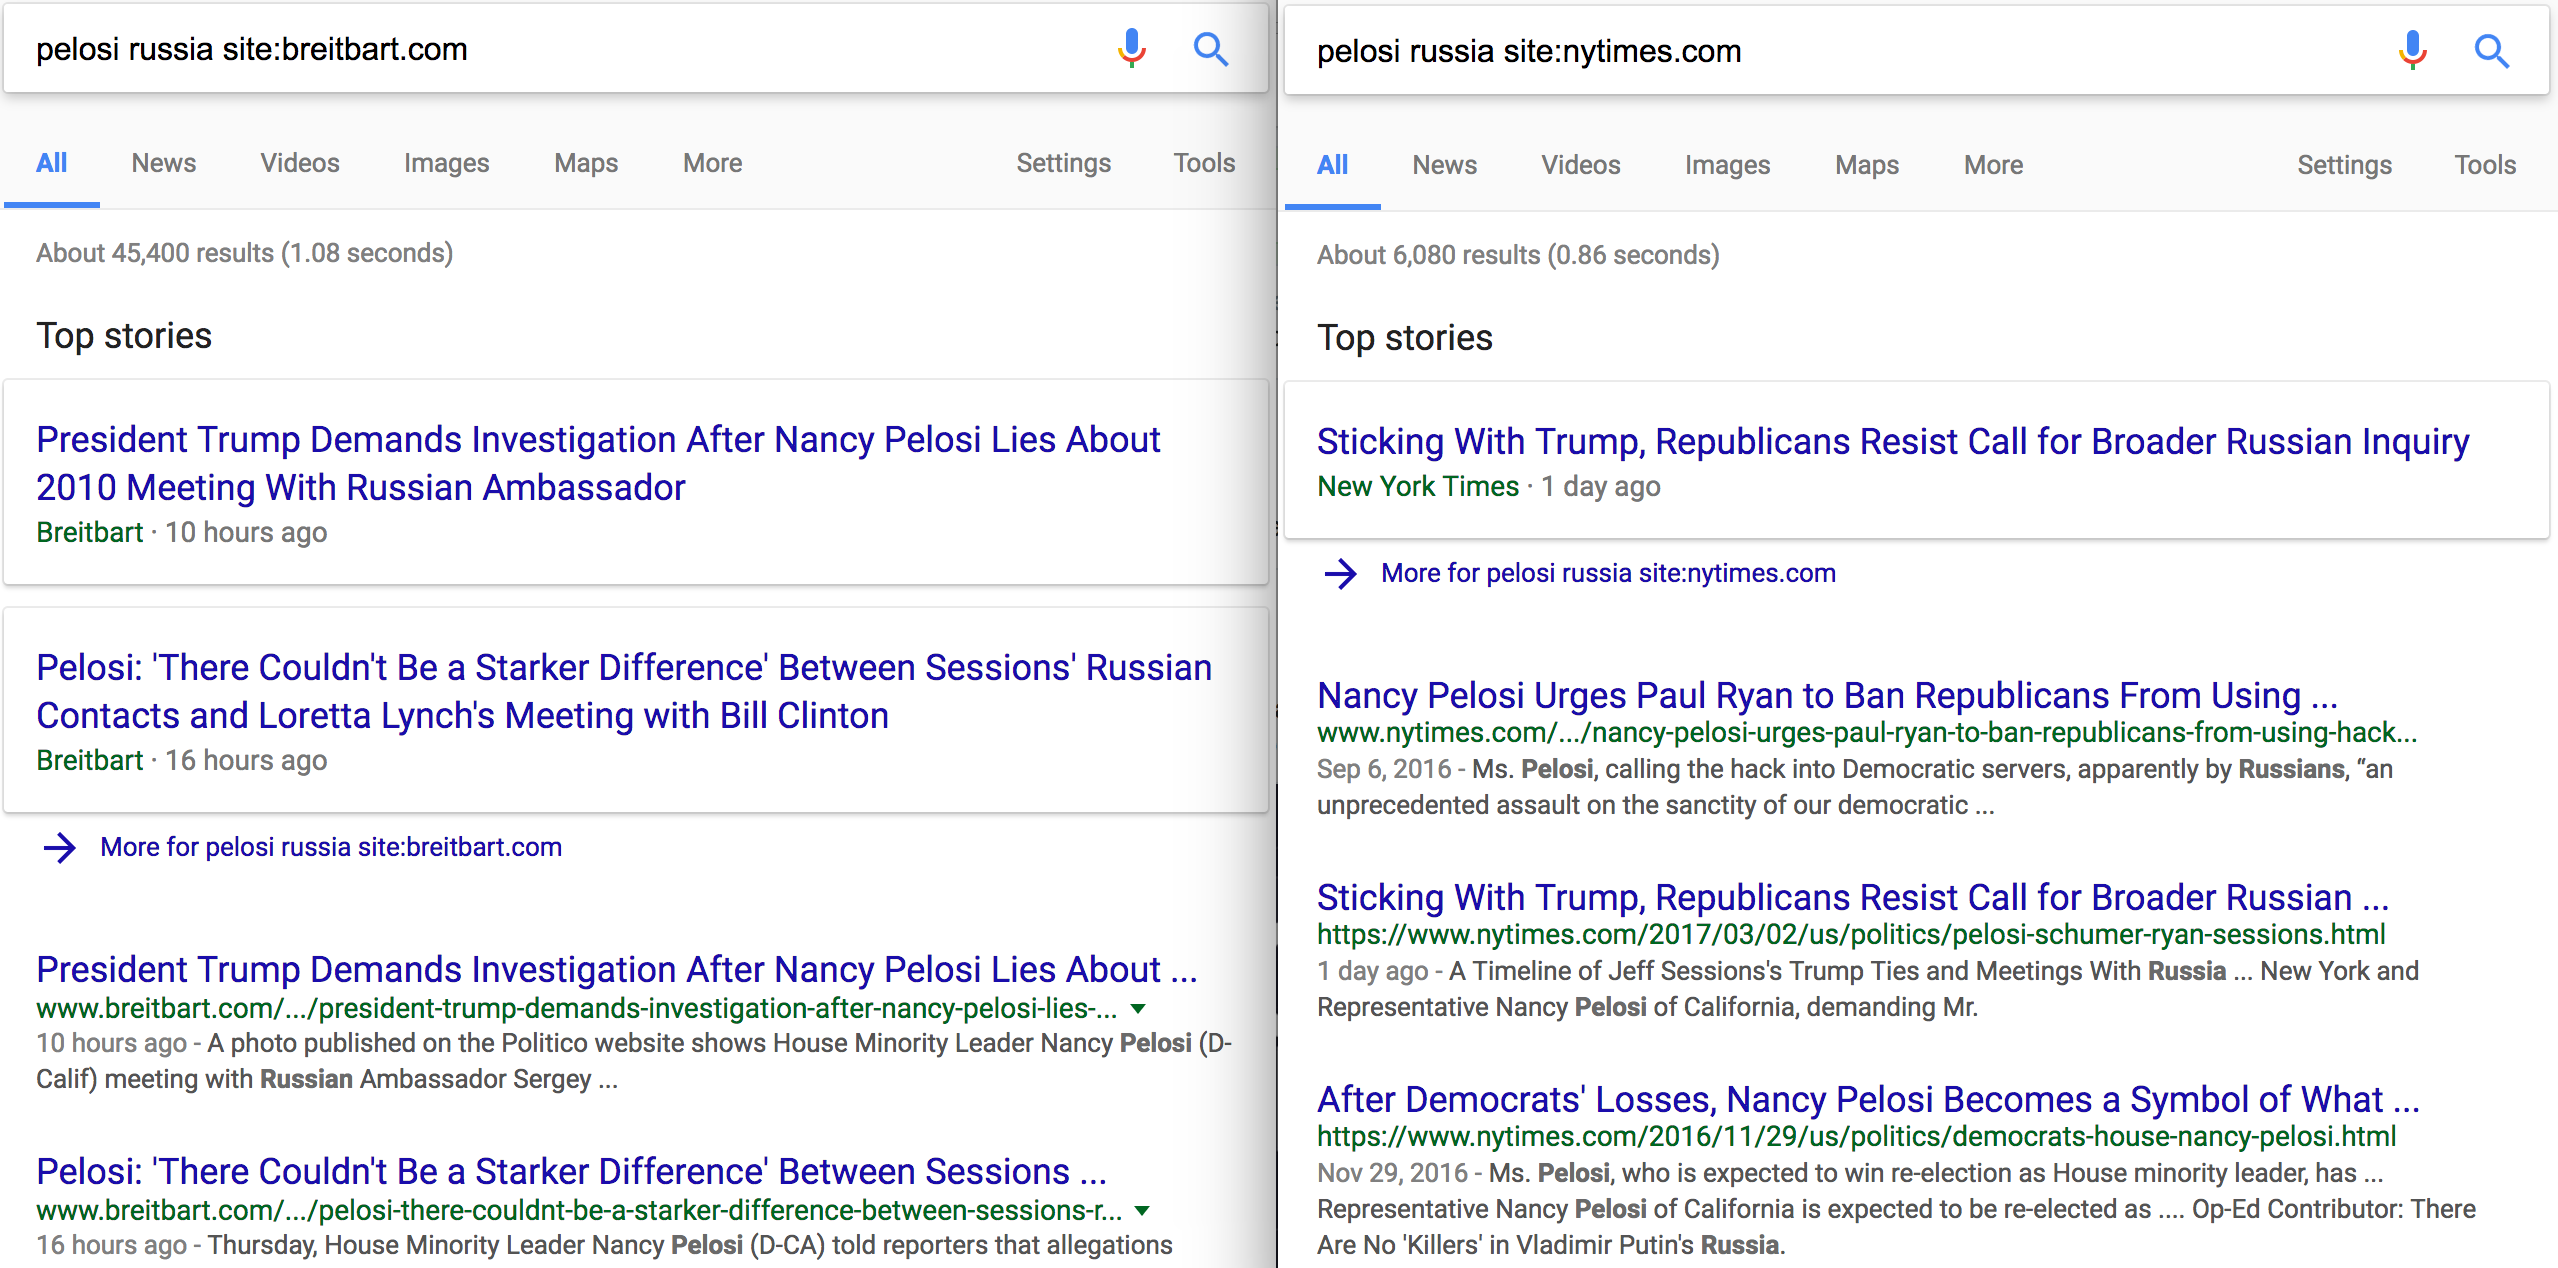 pelosi russia site:breitbart.com
All News Videos Images Maps More Settings Tools
About 45,400 results (1.08 seconds)
Top stories
President Trump Demands Investigation After Nancy Pelosi Lies About
2010 Meeting With Russian Ambassador
Breitbart · 10 hours ago
Pelosi: 'There Couldn't Be a Starker Difference' Between Sessions' Russian
Contacts and Loretta Lynch's Meeting with Bill Clinton
Breitbart · 16 hours ago
More for pelosi russia site:breitbart.com
President Trump Demands Investigation After Nancy Pelosi Lies About ...
www.breitbart.com/.../president-trump-demands-investigation-after-nancy-pelosi-lies-...
10 hours ago - A photo published on the Politico website shows House Minority Leader Nancy Pelosi (D-
Calif) meeting with Russian Ambassador Sergey ...
Pelosi: 'There Couldn't Be a Starker Difference' Between Sessions ...
www.breitbart.com/.../pelosi-there-couldnt-be-a-starker-difference-between-sessions-r...
16 hours ago - Thursday, House Minority Leader Nancy Pelosi (D-CA) told reporters that allegations
pelosi russia site:nytimes.com
All News Videos Images Maps More Settings Tools
About 6,080 results (0.86 seconds)
Top stories
Sticking With Trump, Republicans Resist Call for Broader Russian Inquiry
New York Times · 1 day ago
More for pelosi russia site:nytimes.com
Nancy Pelosi Urges Paul Ryan to Ban Republicans From Using ...
www.nytimes.com/.../nancy-pelosi-urges-paul-ryan-to-ban-republicans-from-using-hack...
Sep 6, 2016 - Ms. Pelosi, calling the hack into Democratic servers, apparently by Russians, “an
unprecedented assault on the sanctity of our democratic ...
Sticking With Trump, Republicans Resist Call for Broader Russian ...
https://www.nytimes.com/2017/03/02/us/politics/pelosi-schumer-ryan-sessions.html
1 day ago - A Timeline of Jeff Sessions's Trump Ties and Meetings With Russia ... New York and
Representative Nancy Pelosi of California, demanding Mr.
After Democrats' Losses, Nancy Pelosi Becomes a Symbol of What ...
https://www.nytimes.com/2016/11/29/us/politics/democrats-house-nancy-pelosi.html
Nov 29, 2016 - Ms. Pelosi, who is expected to win re-election as House minority leader, has ...
Representative Nancy Pelosi of California is expected to be re-elected as .... Op-Ed Contributor: There
Are No 'Killers' in Vladimir Putin's Russia.